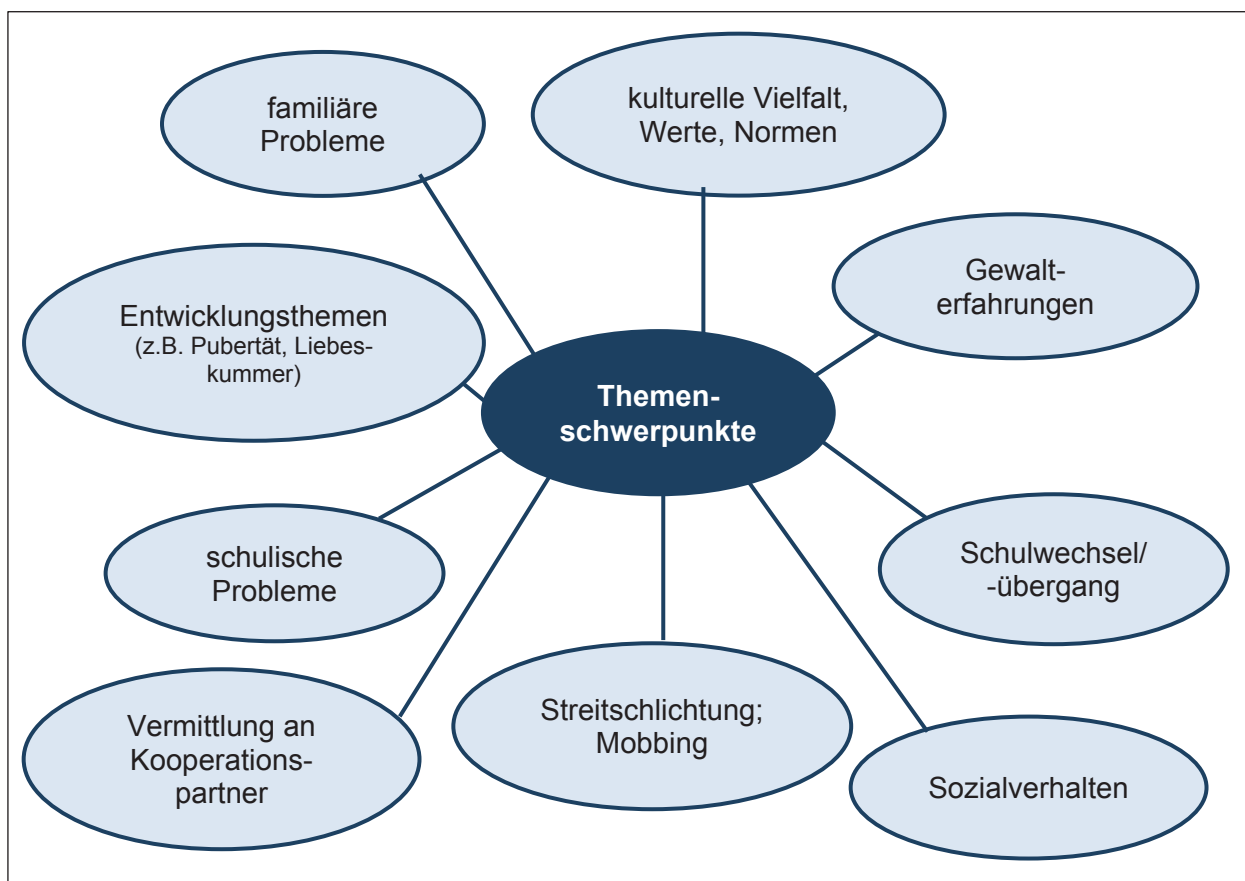 familiäre
Probleme
kulturelle Vielfalt,
Werte, Normen
Gewalt-
erfahrungen
Entwicklungsthemen
(z.B. Pubertät, Liebes-
kummer)
Themen-
schwerpunkte
schulische
Probleme
Schulwechsel/
-übergang
Vermittlung an
Kooperations-
partner
Streitschlichtung;
Mobbing
Sozialverhalten